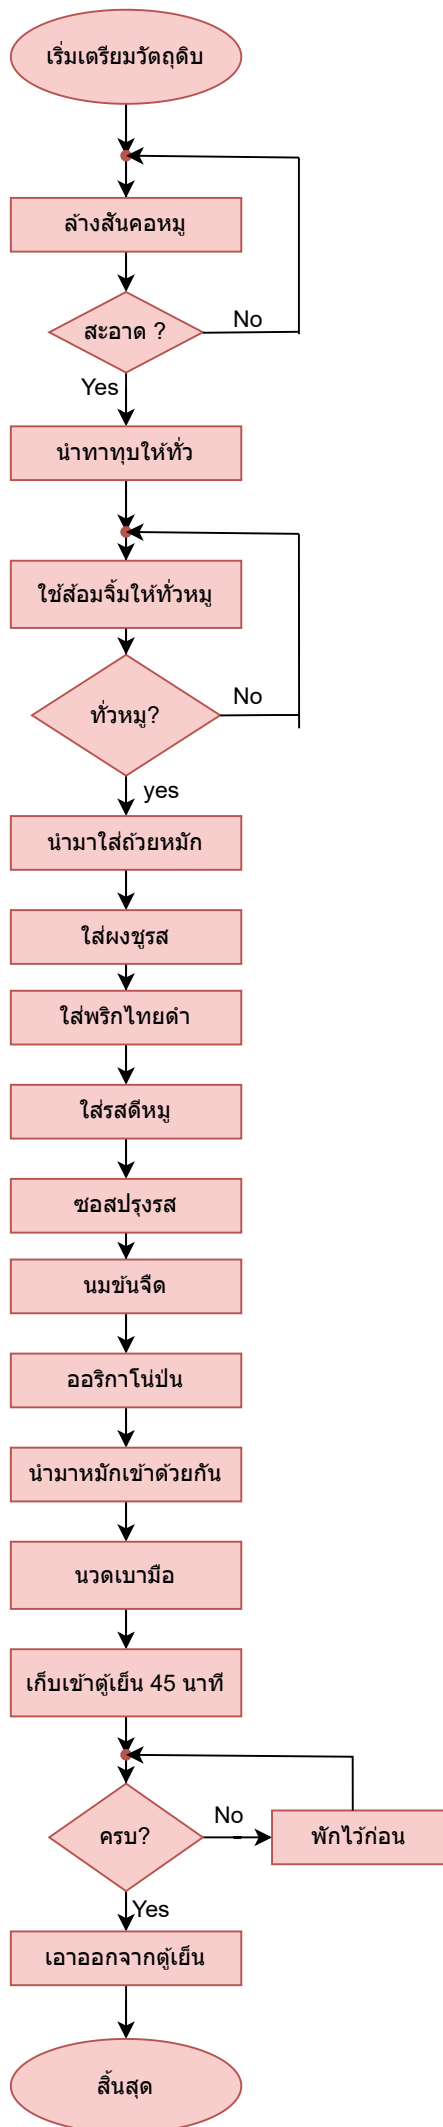 เริ่มเตรียมวัตถุดิบ
ล้างสันคอหมู
สะอาด ?
No
Yes
นำทาทุบให้ทั่ว
ใช้ส้อมจิ้มให้ทั่วหมู
ทั่วหมู?
No
yes
นำมาใส่ถ้วยหมัก
ใส่ผงชูรส
ใส่พริกไทยดำ
ใส่รสดีหมู
ซอสปรุงรส
นมข้นจืด
ออริกาโน่ป่น
นำมาหมักเข้าด้วยกัน
นวดเบามือ
เก็บเข้าตู้เย็น 45 นาที
ครบ?
No
พักไว้ก่อน
Yes
เอาออกจากตู้เย็น
สิ้นสุด